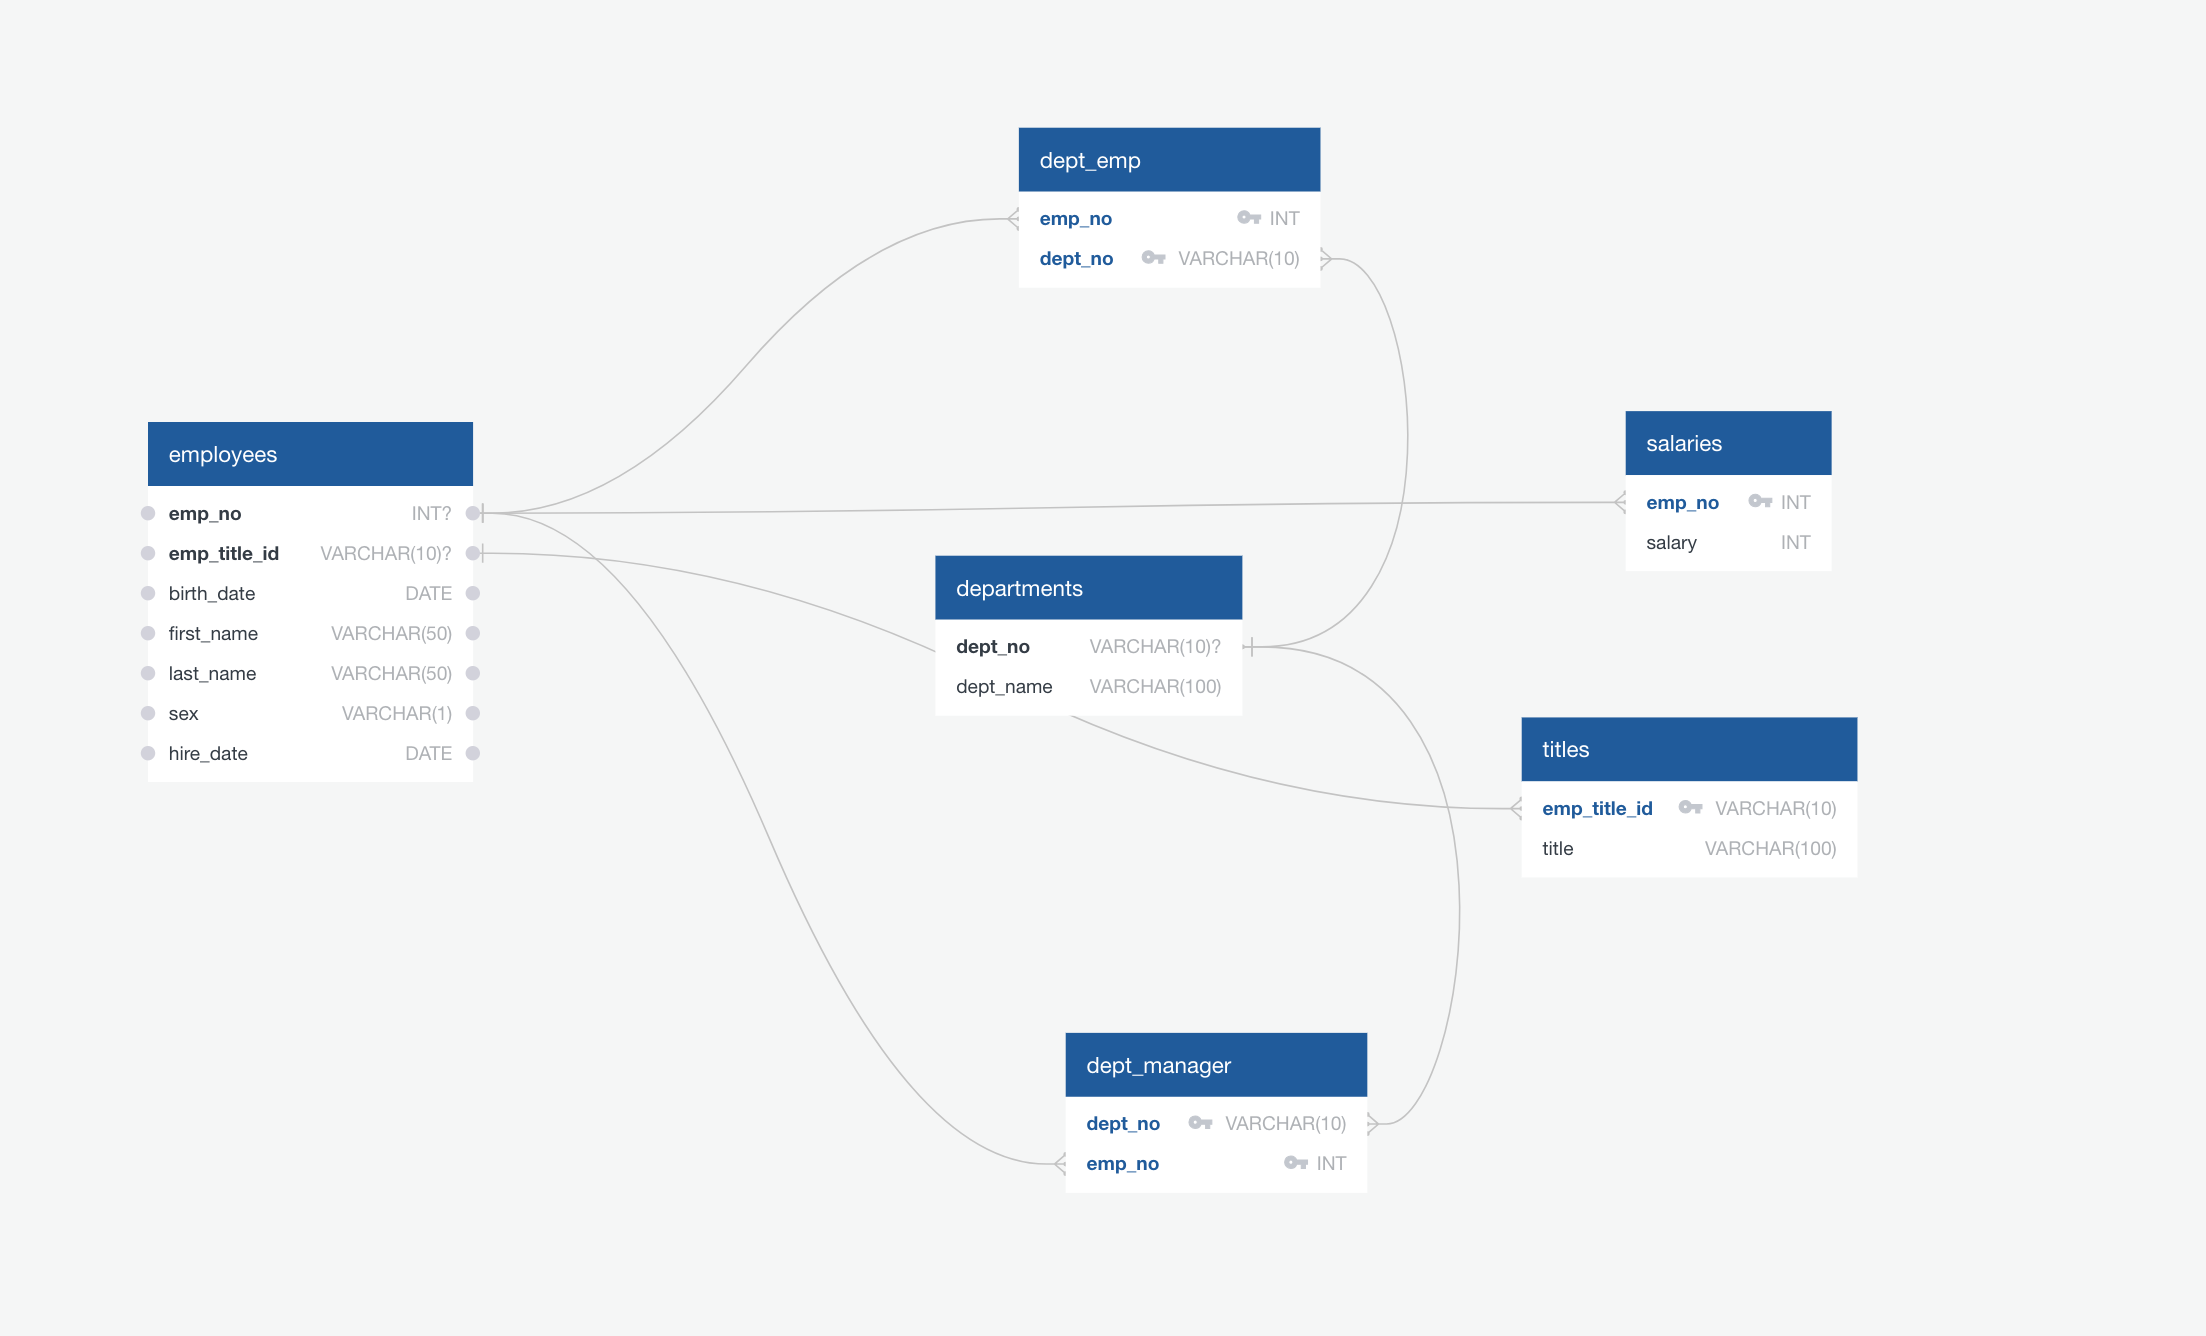 dept_emp
emp_no INT
dept_no VARCHAR(10)
employees
emp_no INT?
emp_title_id VARCHAR(10)?
birth_date DATE
first_name VARCHAR(50)
last_name VARCHAR(50)
sex VARCHAR(1)
hire_date DATE
salaries
emp_no INT
salary INT
departments
dept_no VARCHAR(10)?
dept_name VARCHAR(100)
titles
emp_title_id VARCHAR(10)
title VARCHAR(100)
dept_manager
dept_no VARCHAR(10)
emp_no INT